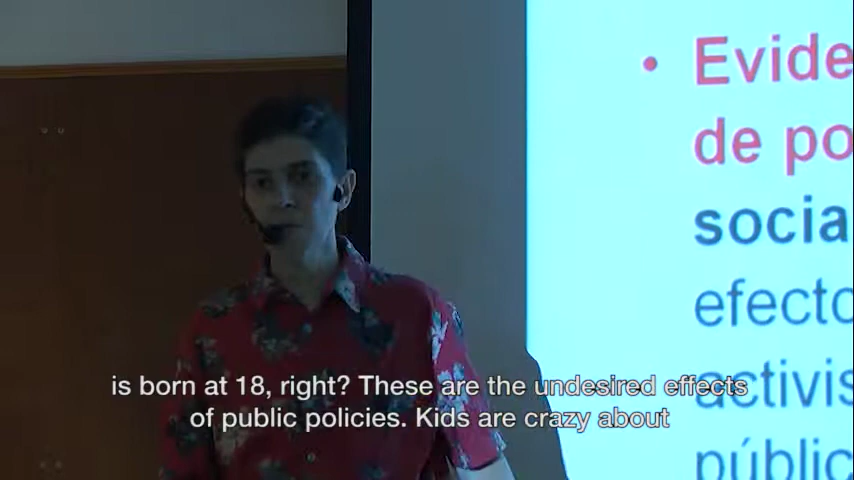 • Evide
de po
socia
efecto
activis
públic
is born at 18, right? These are the undesired effects
of public policies. Kids are crazy about